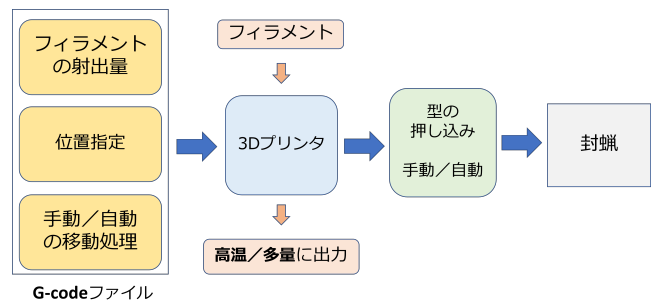 フィラメント
の射出量
位置指定
手動／自動
の移動処理
G-codeファイル
フィラメント
3Dプリンタ
高温／多量に出力
型の
押し込み
手動／自動
封蝋